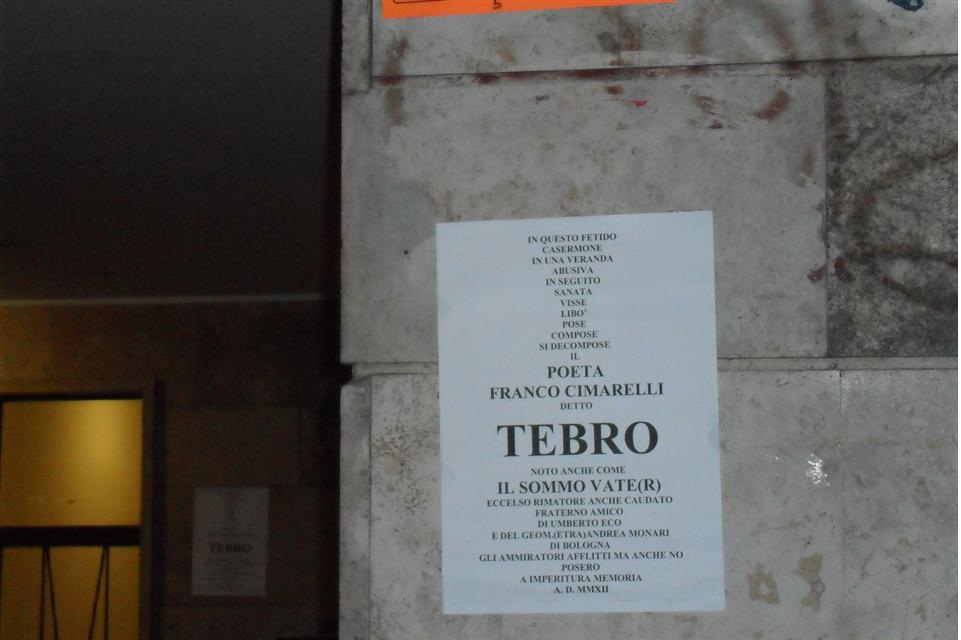 IN QUESTO FETIDO
CASERMONE
IN UNA VERANDA
ABUSIVA
IN SEGUITO
SANATA
VISSE
LIBO'
POSE
COMPOSE
SI DECOMPOSE
IL
POETA
FRANCO CIMARELLI
DETTO
TEBRO
NOTO ANCHE COME
IL SOMMO VATE(R)
ECCELSO RIMATORE ANCHE CAUDATO
FRATERNO AMICO
DI UMBERTO ECO
E DEL GEOM.(ETRA)ANDREA MONARI
DI BOLOGNA
GLI AMMIRATORI AFFLITTI MA ANCHE NO
POSERO
A IMPERITURA MEMORIA
A. D. MMXII
TEBRO